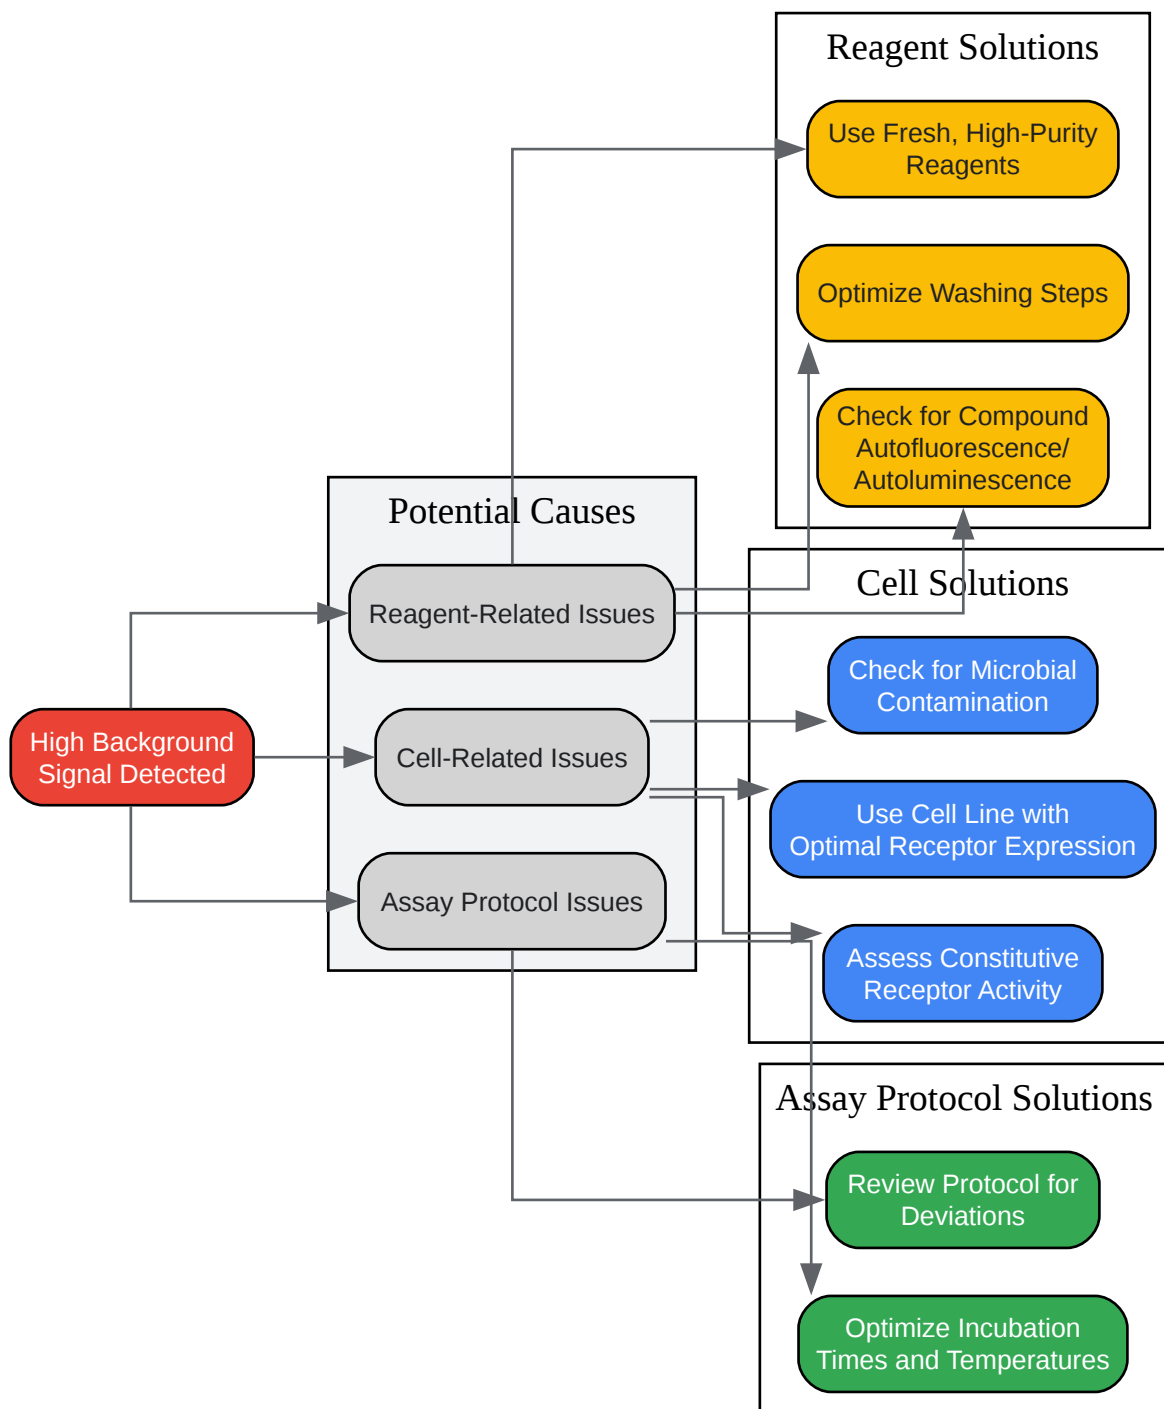 High Background
Signal Detected
Potential Causes
Reagent-Related Issues
Cell-Related Issues
Assay Protocol Issues
Reagent Solutions
Use Fresh, High-Purity
Reagents
Optimize Washing Steps
Check for Compound
Autofluorescence/
Autoluminescence
Cell Solutions
Check for Microbial
Contamination
Use Cell Line with
Optimal Receptor Expression
Assess Constitutive
Receptor Activity
Assay Protocol Solutions
Review Protocol for
Deviations
Optimize Incubation
Times and Temperatures